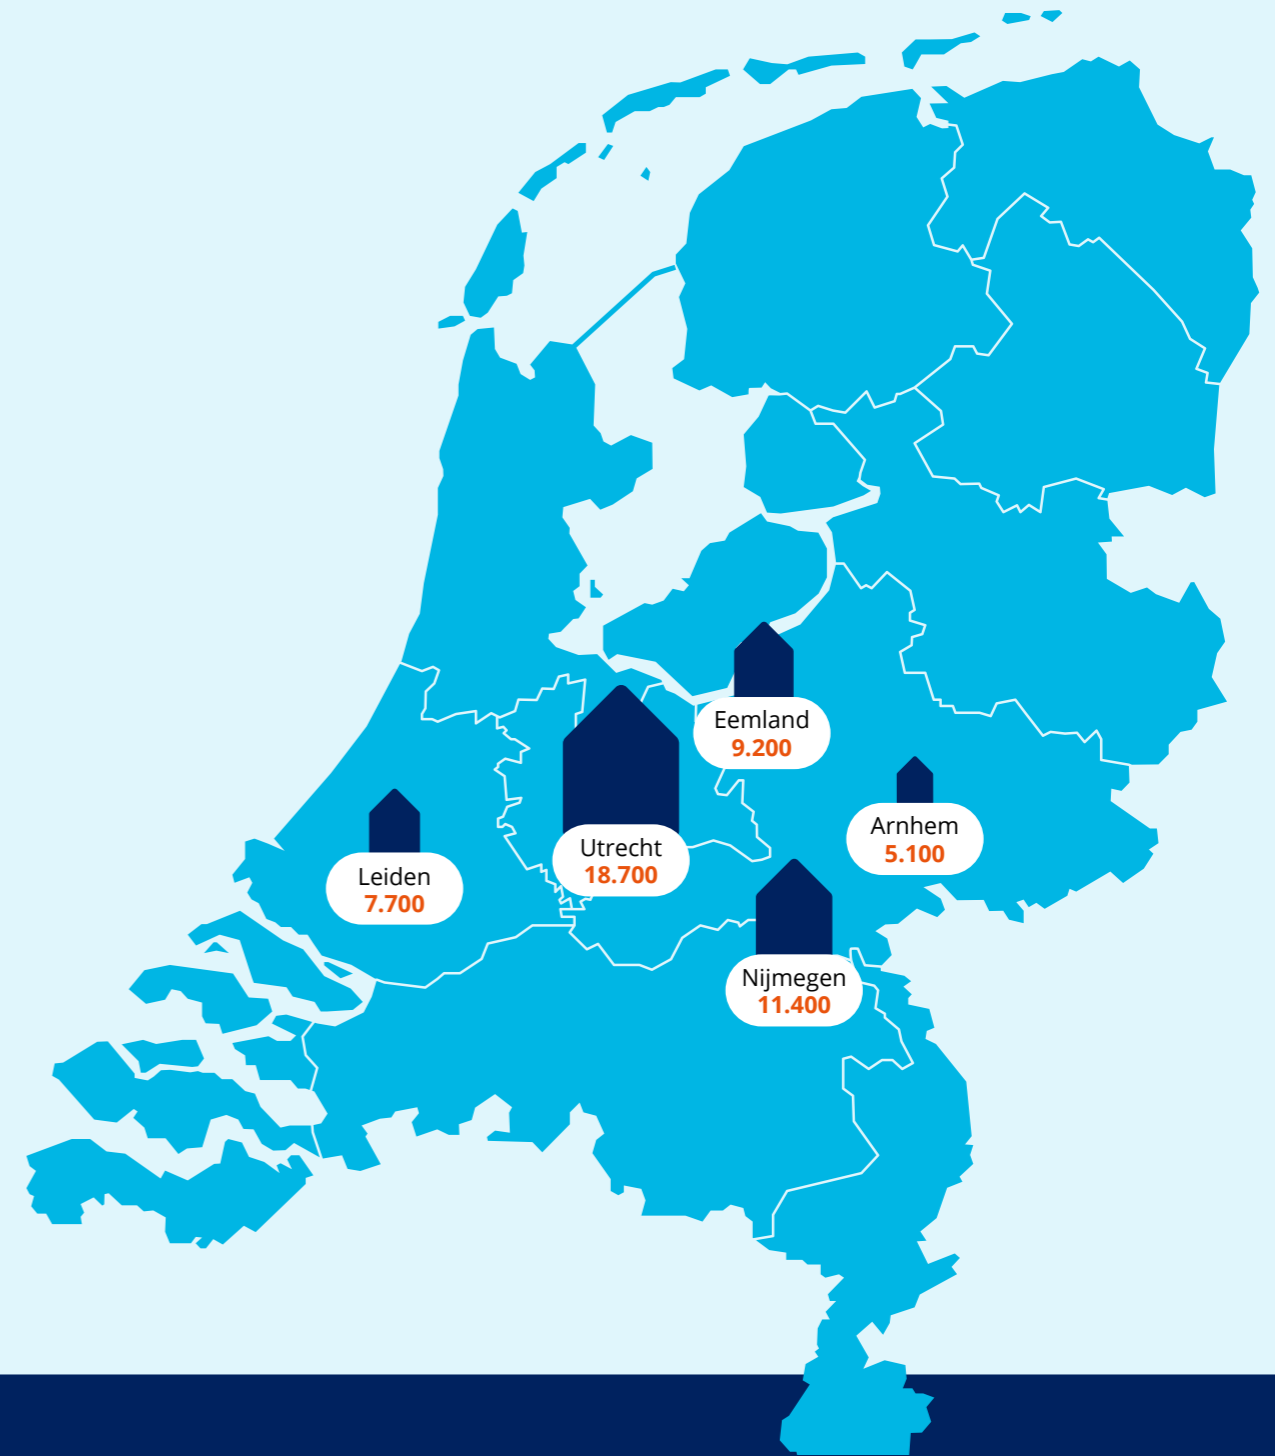 Eemland
9.200
Arnhem
5.100
Utrecht
18.700
Leiden
7.700
Nijmegen
11.400